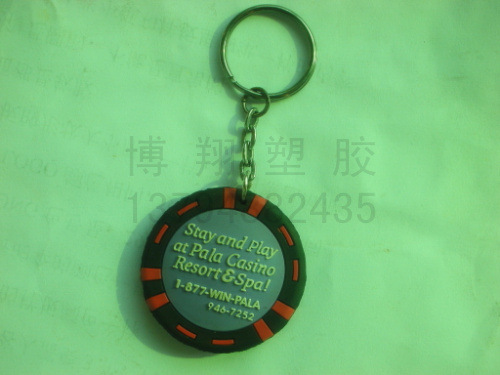 博翔塑胶
Stay and Play
at Pala Casino
Resort & Spa!
1-877-WIN-PALA
946-7252